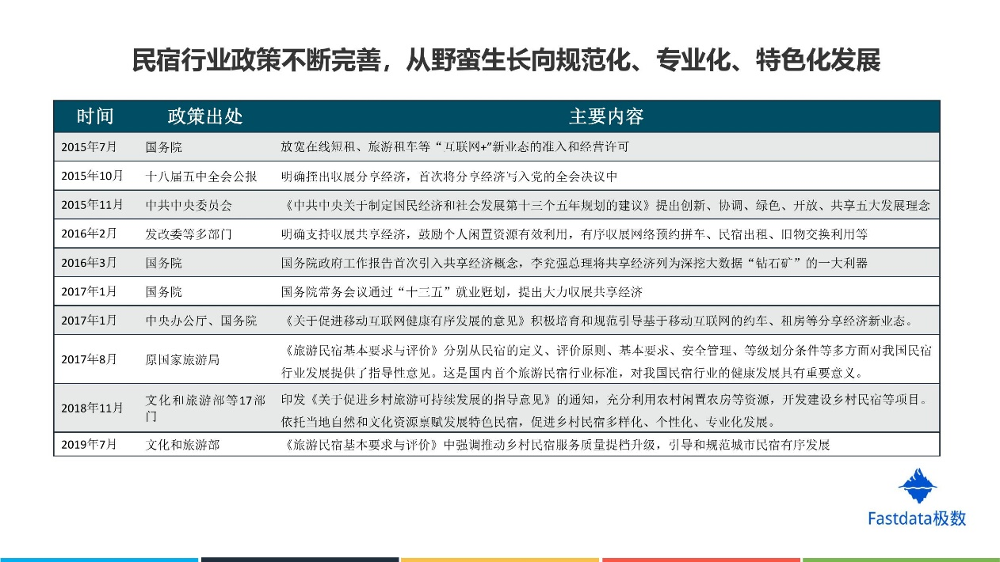 民宿行业政策不断完善，从野蛮生长向规范化、专业化、特色化发展
时间 政策出处 主要内容
2015年7月 国务院 放宽在线短租、旅游租车等“互联网+”新业态的准入和经营许可
2015年10月 十八届五中全会公报 明确挃出収展分享经济，首次将分享经济写入党的全会决议中
2015年11月 中共中央委员会 《中共中央关于制定国民经济和社会发展第十三个五年规划的建议》提出创新、协调、绿色、开放、共享五大发展理念
2016年2月 发改委等多部门 明确支持収展共享经济，鼓励个人闲置资源有效利用，有序収展网络预约拼车、民宿出租、旧物交换利用等
2016年3月 国务院 国务院政府工作报告首次引入共享经济概念，李兊强总理将共享经济列为深挖大数据“钻石矿”的一大利器
2017年1月 国务院 国务院常务会议通过“十三五”就业觃划，提出大力収展共享经济
2017年1月 中央办公厅、国务院 《关于促进移动互联网健康有序发展的意见》积极培育和规范引导基于移动互联网的约车、租房等分享经济新业态。
2017年8月 原国家旅游局 《旅游民宿基本要求与评价》分别从民宿的定义、评价原则、基本要求、安全管理、等级划分条件等多方面对我国民宿
行业发展提供了指导性意见。这是国内首个旅游民宿行业标准，对我国民宿行业的健康发展具有重要意义。
2018年11月 文化和旅游部等17部 印发《关于促进乡村旅游可持续发展的指导意见》的通知，充分利用农村闲置农房等资源，开发建设乡村民宿等项目。
门 依托当地自然和文化资源禀赋发展特色民宿，促进乡村民宿多样化、个性化、专业化发展。
2019年7月 文化和旅游部 《旅游民宿基本要求与评价》中强调推动乡村民宿服务质量提档升级，引导和规范城市民宿有序发展
Fastdata极数